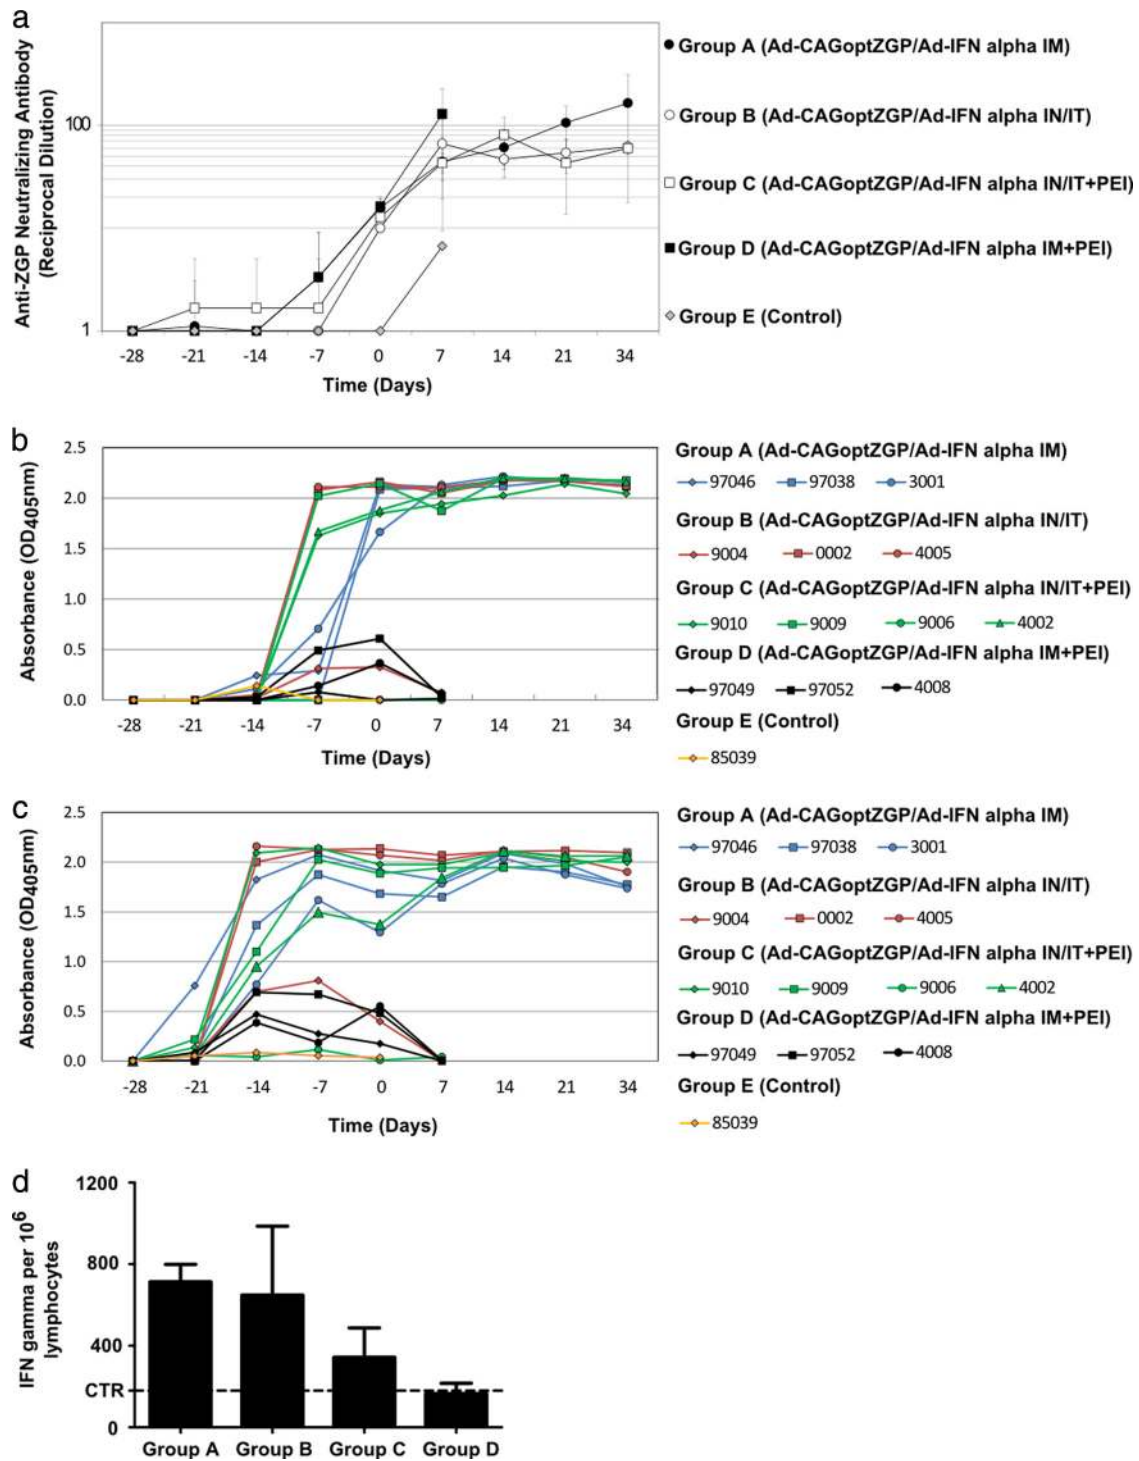 a
Anti-ZGP Neutralizing Antibody
(Reciprocal Dilution)
100
1
-28 -21 -14 -7 0 7 14 21 34
Time (Days)
Group A (Ad-CAGoptZGP/Ad-IFN alpha IM)
Group B (Ad-CAGoptZGP/Ad-IFN alpha IN/IT)
Group C (Ad-CAGoptZGP/Ad-IFN alpha IN/IT+PEI)
Group D (Ad-CAGoptZGP/Ad-IFN alpha IM+PEI)
Group E (Control)
b
Absorbance (OD405nm)
2.5
2.0
1.5
1.0
0.5
0.0
-28 -21 -14 -7 0 7 14 21 34
Time (Days)
Group A (Ad-CAGoptZGP/Ad-IFN alpha IM)
97046 97038 3001
Group B (Ad-CAGoptZGP/Ad-IFN alpha IN/IT)
9004 0002 4005
Group C (Ad-CAGoptZGP/Ad-IFN alpha IN/IT+PEI)
9010 9009 9006 4002
Group D (Ad-CAGoptZGP/Ad-IFN alpha IM+PEI)
97049 97052 4008
Group E (Control)
85039
c
Absorbance (OD405nm)
2.5
2.0
1.5
1.0
0.5
0.0
-28 -21 -14 -7 0 7 14 21 34
Time (Days)
Group A (Ad-CAGoptZGP/Ad-IFN alpha IM)
97046 97038 3001
Group B (Ad-CAGoptZGP/Ad-IFN alpha IN/IT)
9004 0002 4005
Group C (Ad-CAGoptZGP/Ad-IFN alpha IN/IT+PEI)
9010 9009 9006 4002
Group D (Ad-CAGoptZGP/Ad-IFN alpha IM+PEI)
97049 97052 4008
Group E (Control)
85039
d
IFN gamma per 10⁶
lymphocytes
1200
800
400
CTR
0
Group A Group B Group C Group D